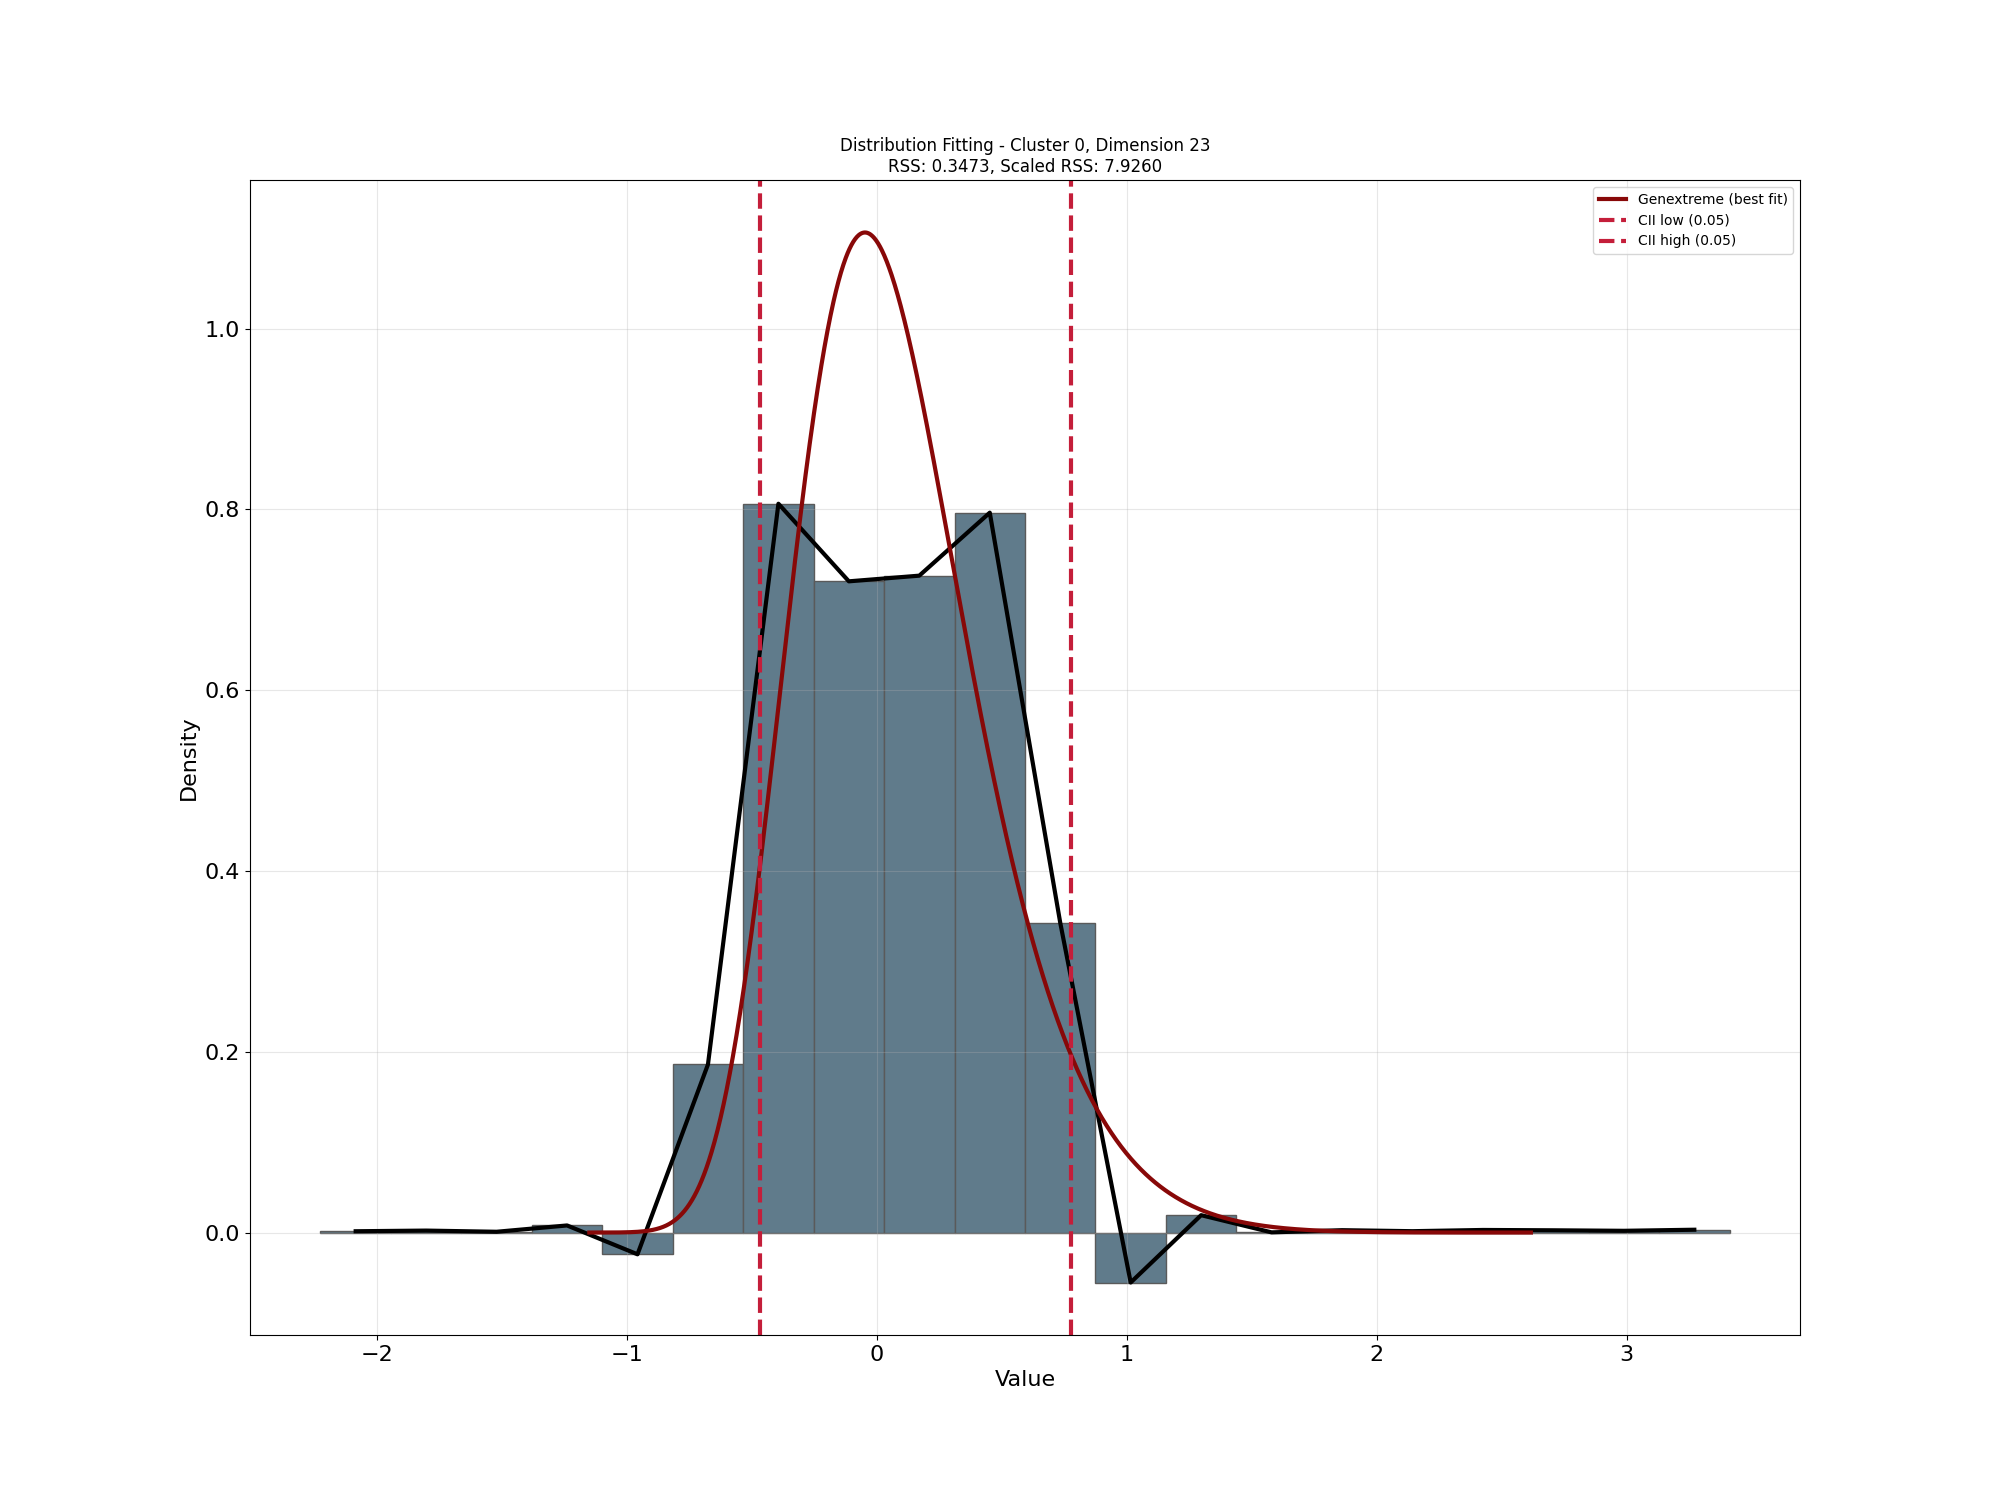 Distribution Fitting - Cluster 0, Dimension 23
RSS: 0.3473, Scaled RSS: 7.9260
Genextreme (best fit)
CII low (0.05)
CII high (0.05)
Density
1.0
0.8
0.6
0.4
0.2
0.0
−2
−1
0
1
2
3
Value